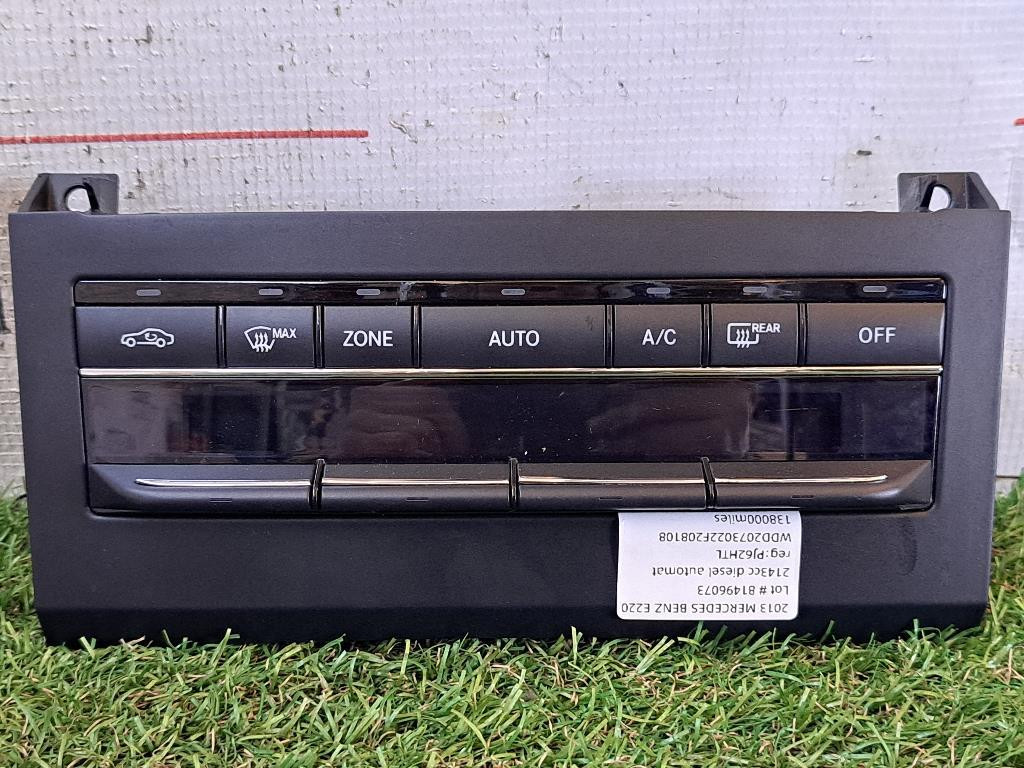 MAX
ZONE
AUTO
A/C
REAR
OFF
2013 MERCEDES BENZ E220
Lot # 81496073
2143cc diesel automat
reg:PJ62HTL
WDD2073022F208108
138000miles